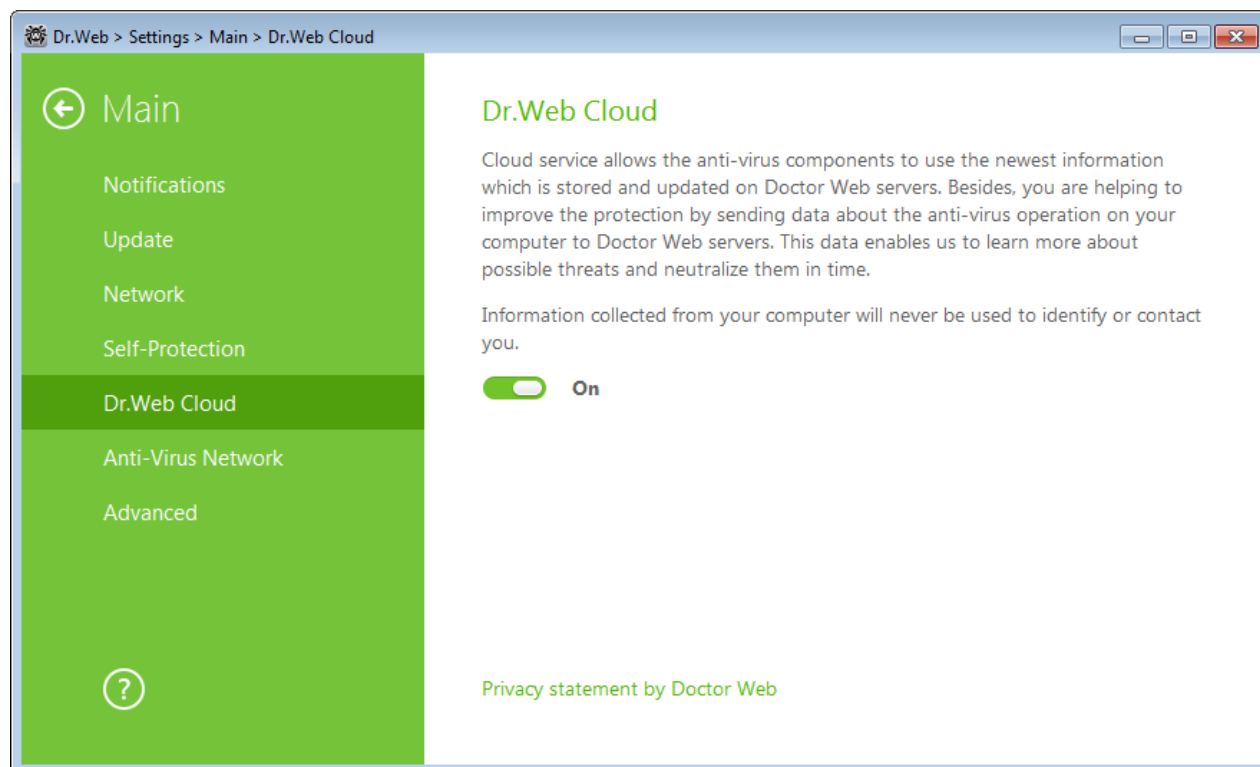 Dr.Web > Settings > Main > Dr.Web Cloud
Main
Notifications
Update
Network
Self-Protection
Dr.Web Cloud
Anti-Virus Network
Advanced
?
Dr.Web Cloud
Cloud service allows the anti-virus components to use the newest information
which is stored and updated on Doctor Web servers. Besides, you are helping to
improve the protection by sending data about the anti-virus operation on your
computer to Doctor Web servers. This data enables us to learn more about
possible threats and neutralize them in time.
Information collected from your computer will never be used to identify or contact
you.
On
Privacy statement by Doctor Web